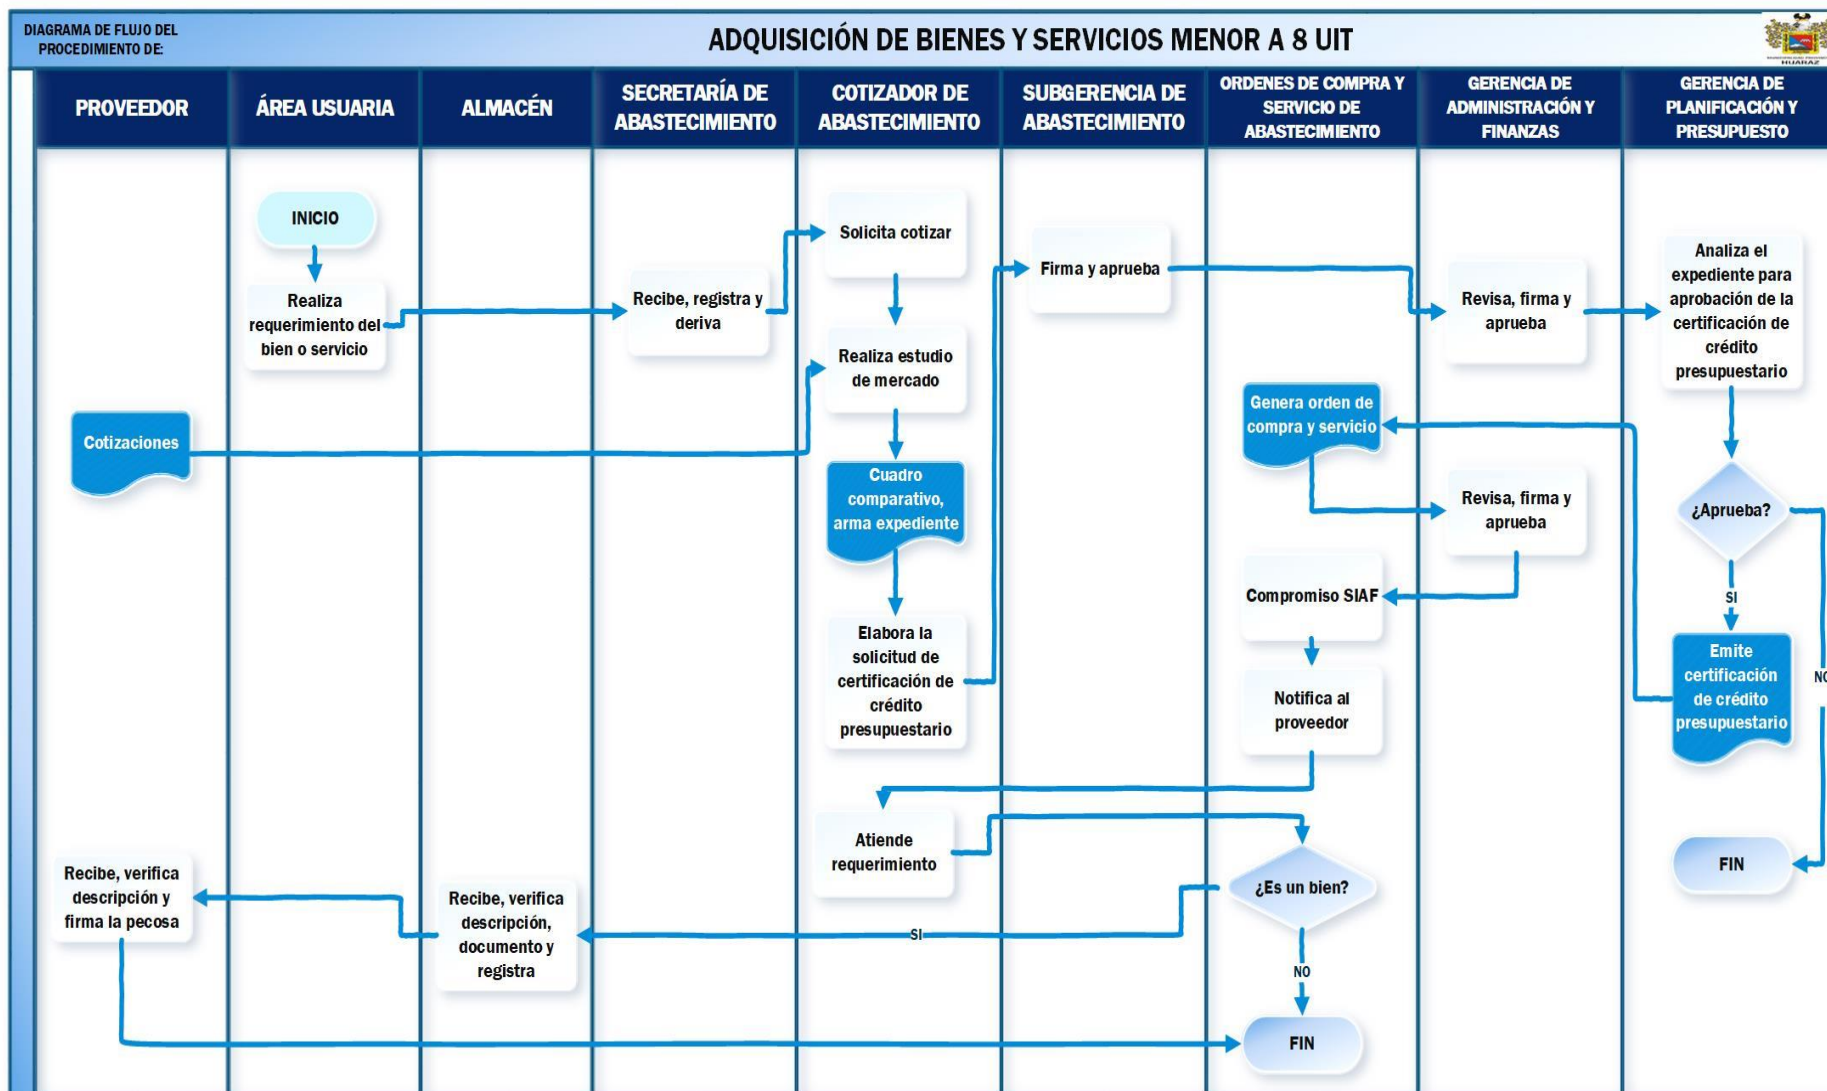 DIAGRAMA DE FLUJO DEL
PROCEDIMIENTO DE:
ADQUISICIÓN DE BIENES Y SERVICIOS MENOR A 8 UIT
HUARAZ
PROVEEDOR
ÁREA USUARIA
ALMACÉN
SECRETARÍA DE
ABASTECIMIENTO
COTIZADOR DE
ABASTECIMIENTO
SUBGERENCIA DE
ABASTECIMIENTO
ORDENES DE COMPRA Y
SERVICIO DE
ABASTECIMIENTO
GERENCIA DE
ADMINISTRACIÓN Y
FINANZAS
GERENCIA DE
PLANIFICACIÓN Y
PRESUPUESTO
INICIO
Realiza
requerimiento del
bien o servicio
Recibe, registra y
deriva
Solicita cotizar
Realiza estudio
de mercado
Cotizaciones
Cuadro
comparativo,
arma expediente
Elabora la
solicitud de
certificación de
crédito
presupuestario
Firma y aprueba
Revisa, firma y
aprueba
Analiza el
expediente para
aprobación de la
certificación de
crédito
presupuestario
¿Aprueba?
SI
NO
Emite
certificación
de crédito
presupuestario
FIN
Genera orden de
compra y servicio
Revisa, firma y
aprueba
Compromiso SIAF
Notifica al
proveedor
Atiende
requerimiento
¿Es un bien?
SI
NO
Recibe, verifica
descripción,
documento y
registra
Recibe, verifica
descripción y
firma la pecosa
FIN